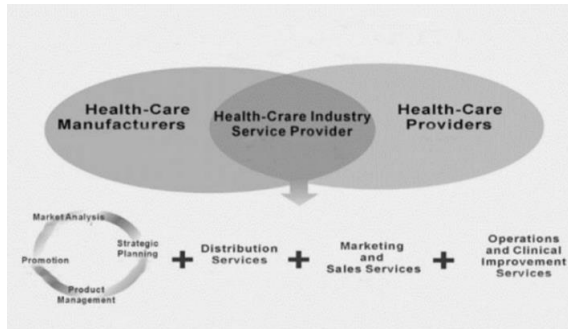 Health-Care
Manufacturers
Health-Crare Industry
Service Provider
Health-Care
Providers
Market Analysis
Strategic
Planning
Promotion
Product
Management
+
Distribution
Services
+
Marketing
and
Sales Services
+
Operations
and Clinical
Improvement
Services